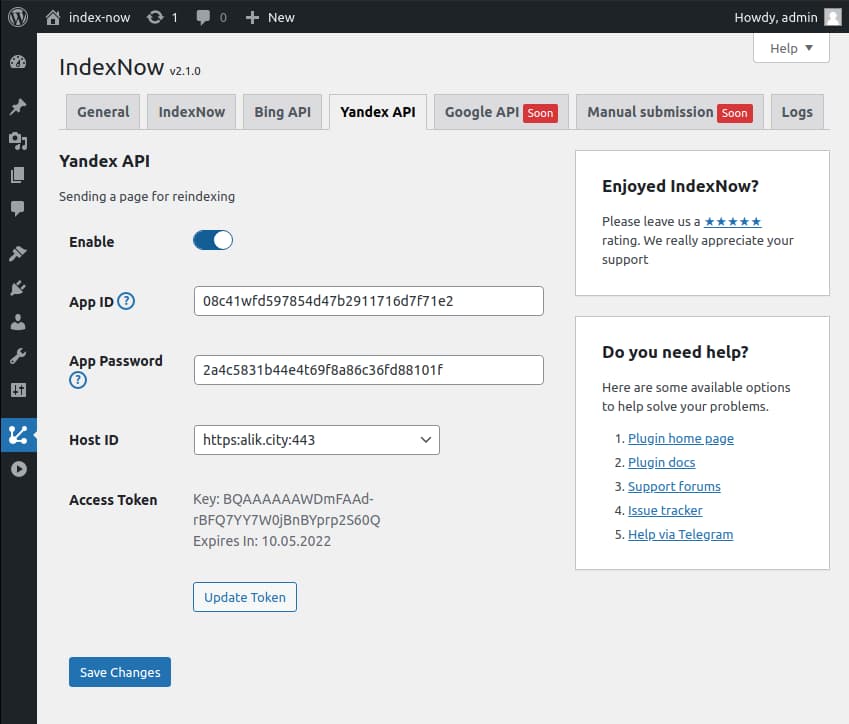 index-now 1 0 New Howdy, admin
Help
IndexNow v2.1.0
General IndexNow Bing API Yandex API Google API Soon Manual submission Soon Logs
Yandex API
Sending a page for reindexing
Enable
App ID ? 08c41wfd597854d47b2911716d7f71e2
App Password ? 2a4c5831b44e4t69f8a86c36fd88101f
Host ID https:alik.city:443
Access Token Key: BQAAAAAAWDmFAAd-
rBFQ7YY7W0jBnBYprp2S60Q
Expires In: 10.05.2022
Update Token
Save Changes
Enjoyed IndexNow?
Please leave us a ★★★★★
rating. We really appreciate your
support
Do you need help?
Here are some available options
to help solve your problems.
1. Plugin home page
2. Plugin docs
3. Support forums
4. Issue tracker
5. Help via Telegram